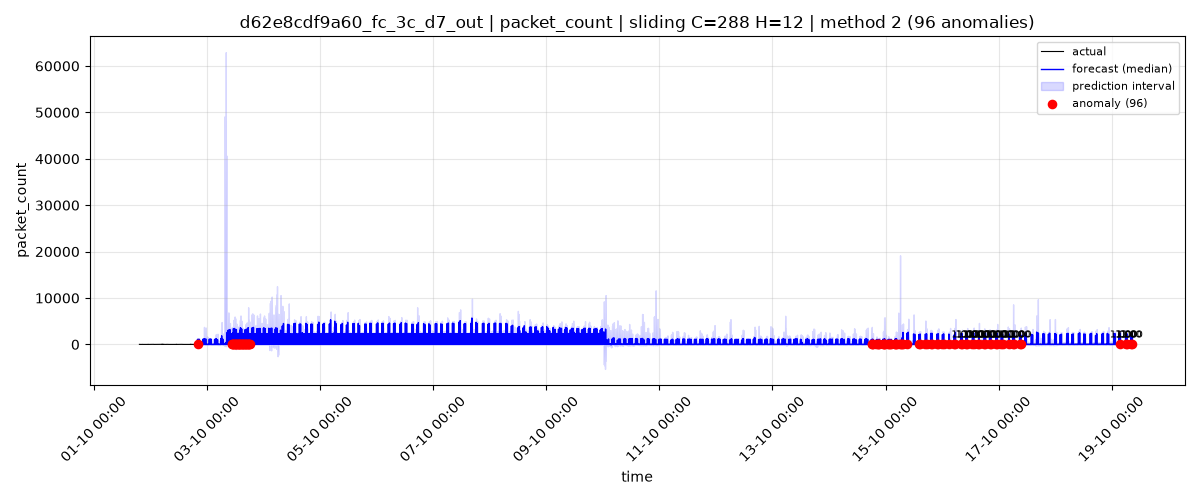 d62e8cdf9a60_fc_3c_d7_out | packet_count | sliding C=288 H=12 | method 2 (96 anomalies)
actual
forecast (median)
prediction interval
anomaly (96)
packet_count
60000
50000
40000
30000
20000
10000
0
01-10 00:00
03-10 00:00
05-10 00:00
07-10 00:00
09-10 00:00
11-10 00:00
13-10 00:00
15-10 00:00
17-10 00:00
19-10 00:00
time